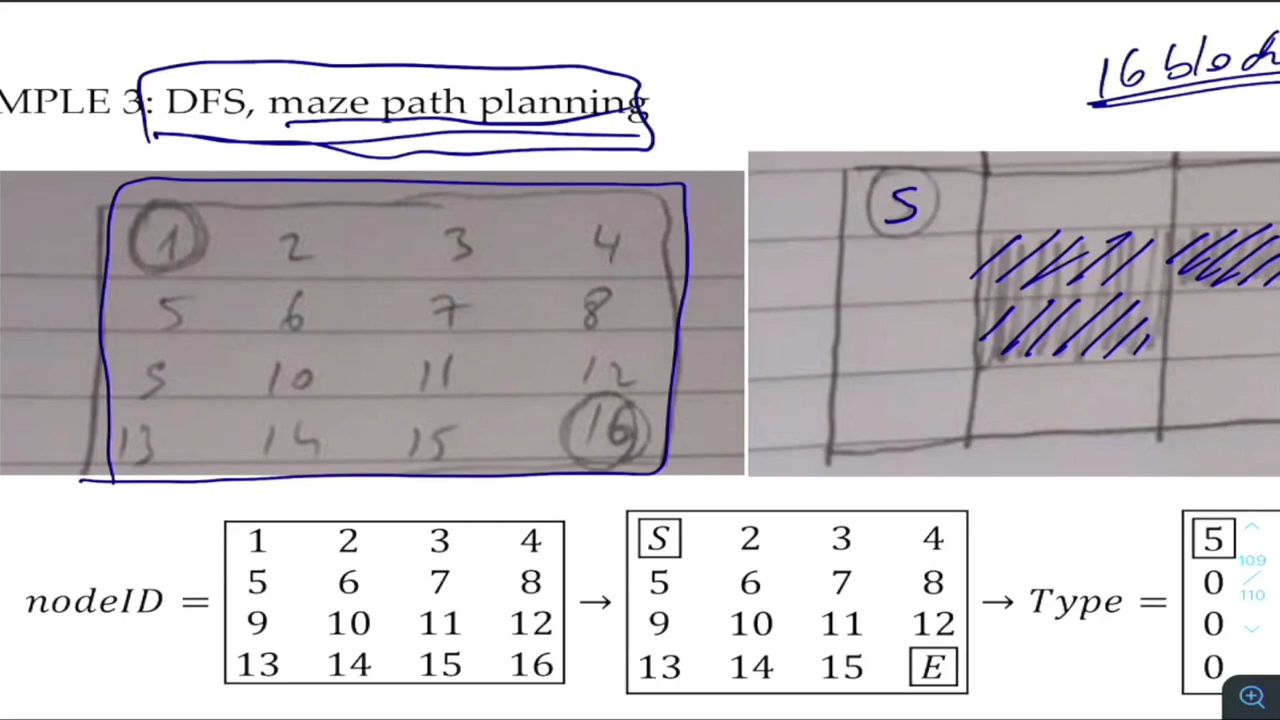 MPLE 3: DFS, maze path planning
16 block
1 2 3 4
5 6 7 8
9 10 11 12
13 14 15 16
S
nodeID = 1 2 3 4 → S 2 3 4 → Type = 5
5 6 7 8 5 6 7 8 0
9 10 11 12 9 10 11 12 0
13 14 15 16 13 14 15 E 0
109
/
110